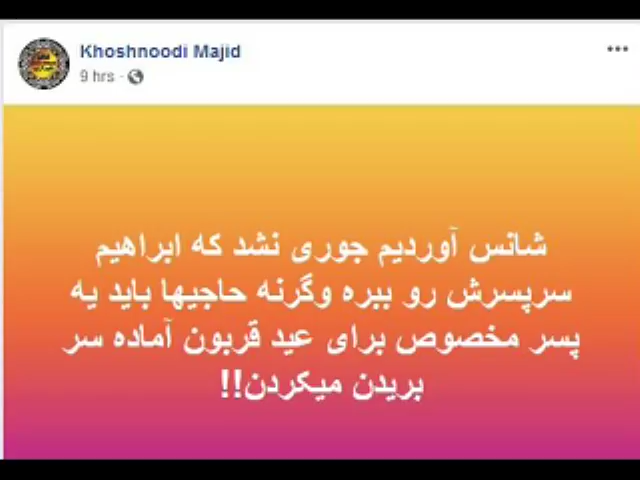 Khoshnoodi Majid
9 hrs ·
شانس آوردیم جوری نشد که ابراهیم
سرپسرش رو ببره وگرنه حاجیها باید یه
پسر مخصوص برای عید قربون آماده سر
بریدن میکردن!!